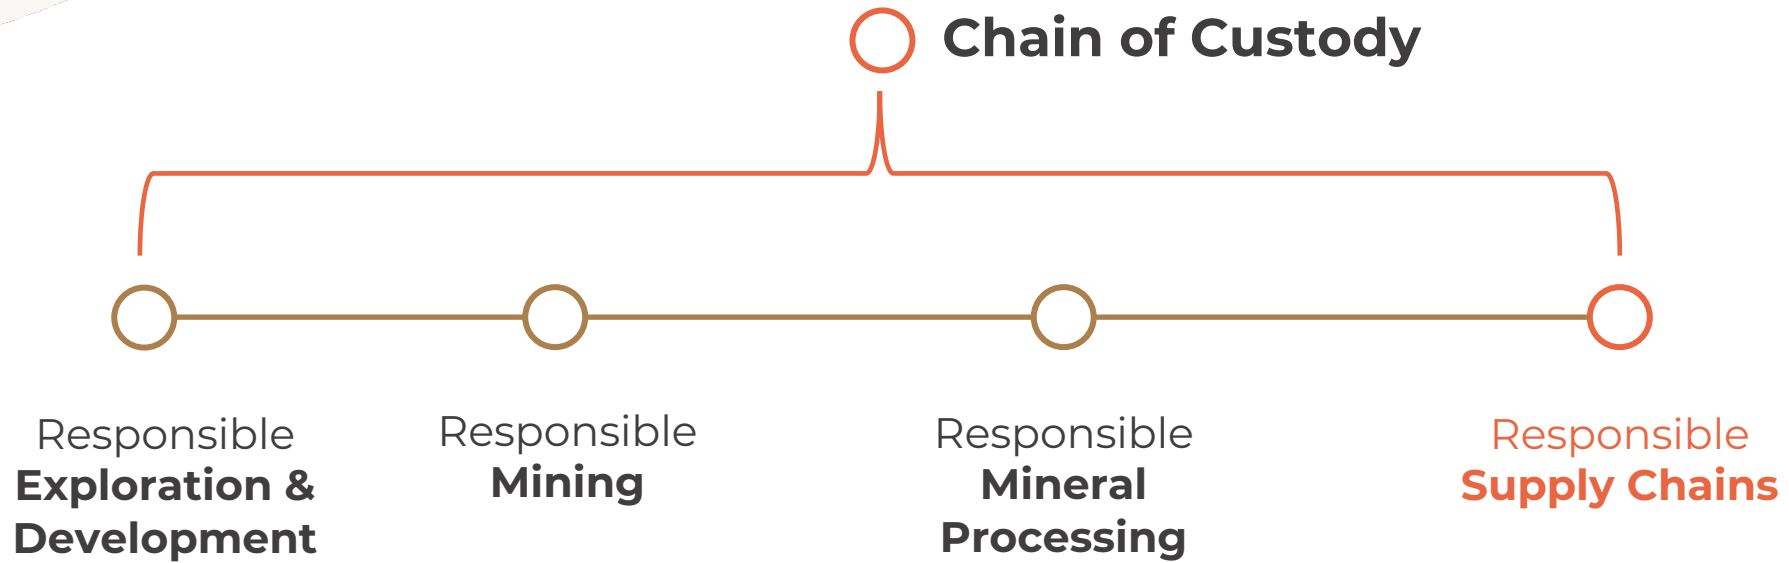 Chain of Custody
Responsible
Exploration &
Development
Responsible
Mining
Responsible
Mineral
Processing
Responsible
Supply Chains